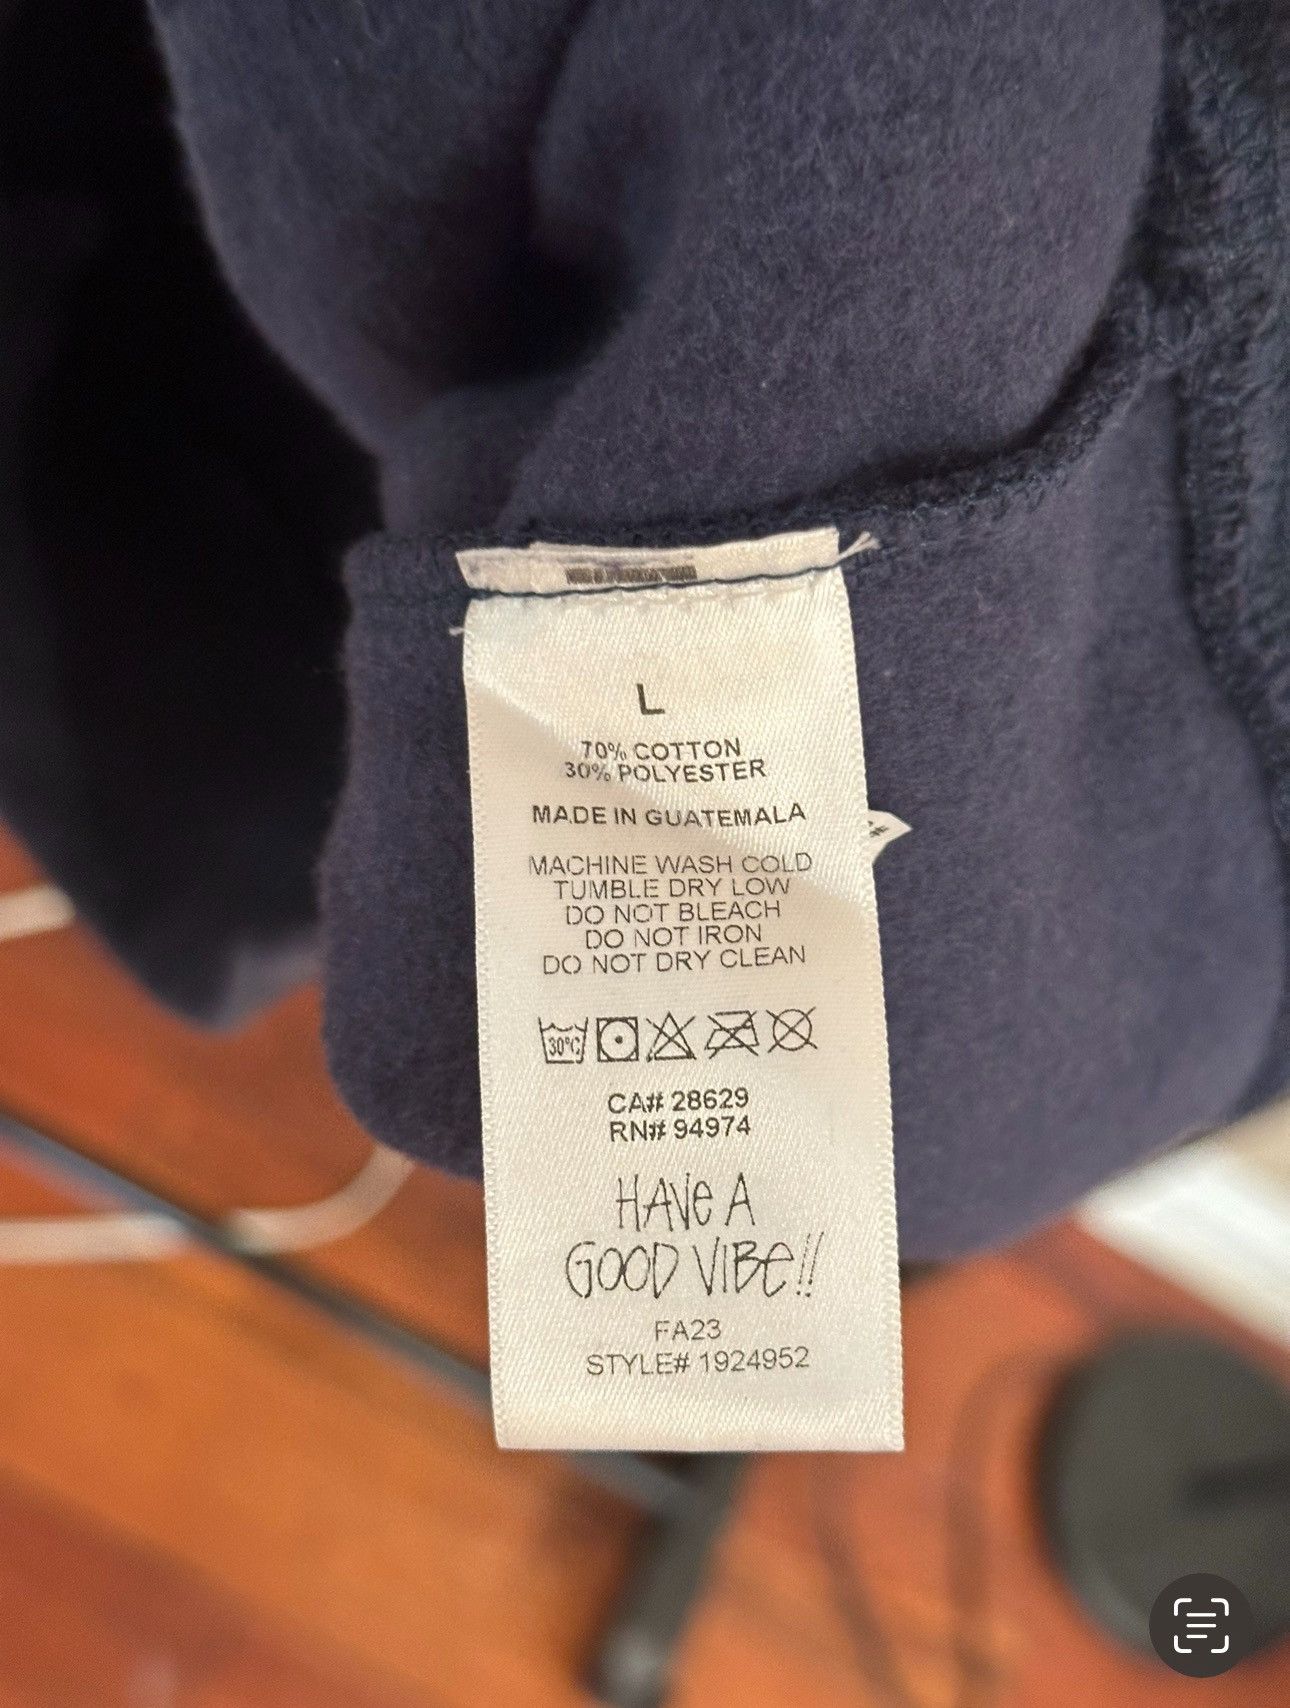 L
70% COTTON
30% POLYESTER
MADE IN GUATEMALA
MACHINE WASH COLD
TUMBLE DRY LOW
DO NOT BLEACH
DO NOT IRON
DO NOT DRY CLEAN
30°C
CA# 28629
RN# 94974
HAVE A
GOOD VIBE!!
FA23
STYLE# 1924952